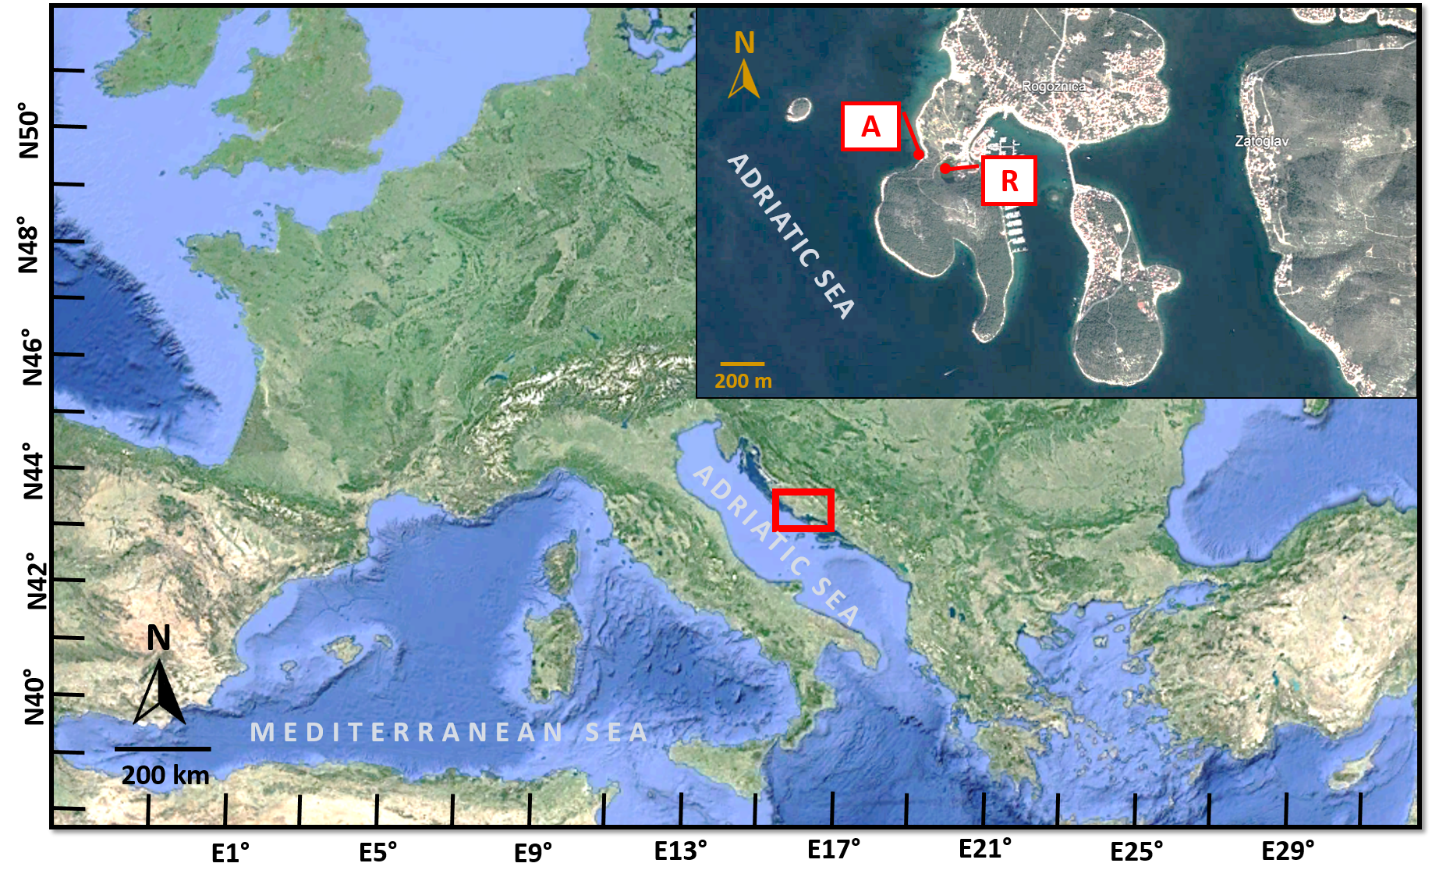 N
Rogoznica
A
Zatoglav
R
ADRIATIC SEA
200 m
N50°
N48°
N46°
N44°
N42°
N40°
ADRIATIC SEA
N
MEDITERRANEAN SEA
200 km
E1°
E5°
E9°
E13°
E17°
E21°
E25°
E29°